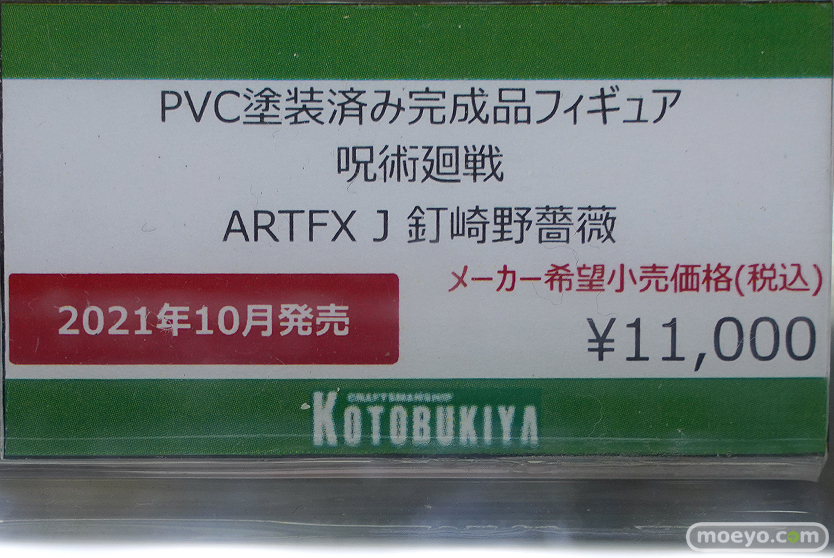 PVC塗装済み完成品フィギュア
呪術廻戦
ARTFX J 釘崎野薔薇
メーカー希望小売価格(税込)
2021年10月発売
¥11,000
CRAFTSMANSHIP
KOTOBUKIYA
moeyo.com